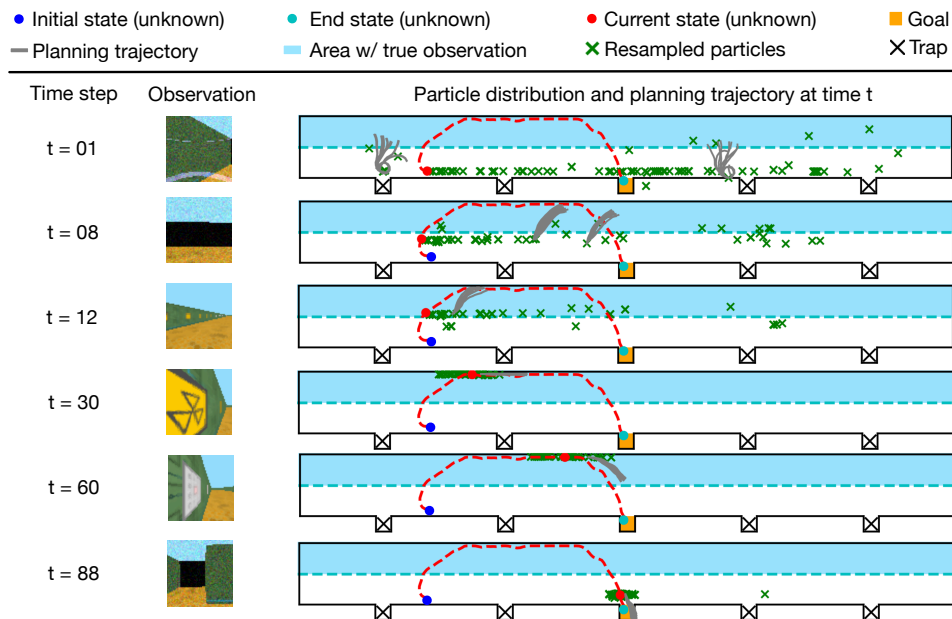 Initial state (unknown) End state (unknown) Current state (unknown) Goal
Planning trajectory Area w/ true observation Resampled particles Trap
Time step Observation Particle distribution and planning trajectory at time t
t = 01
t = 08
t = 12
t = 30
t = 60
t = 88